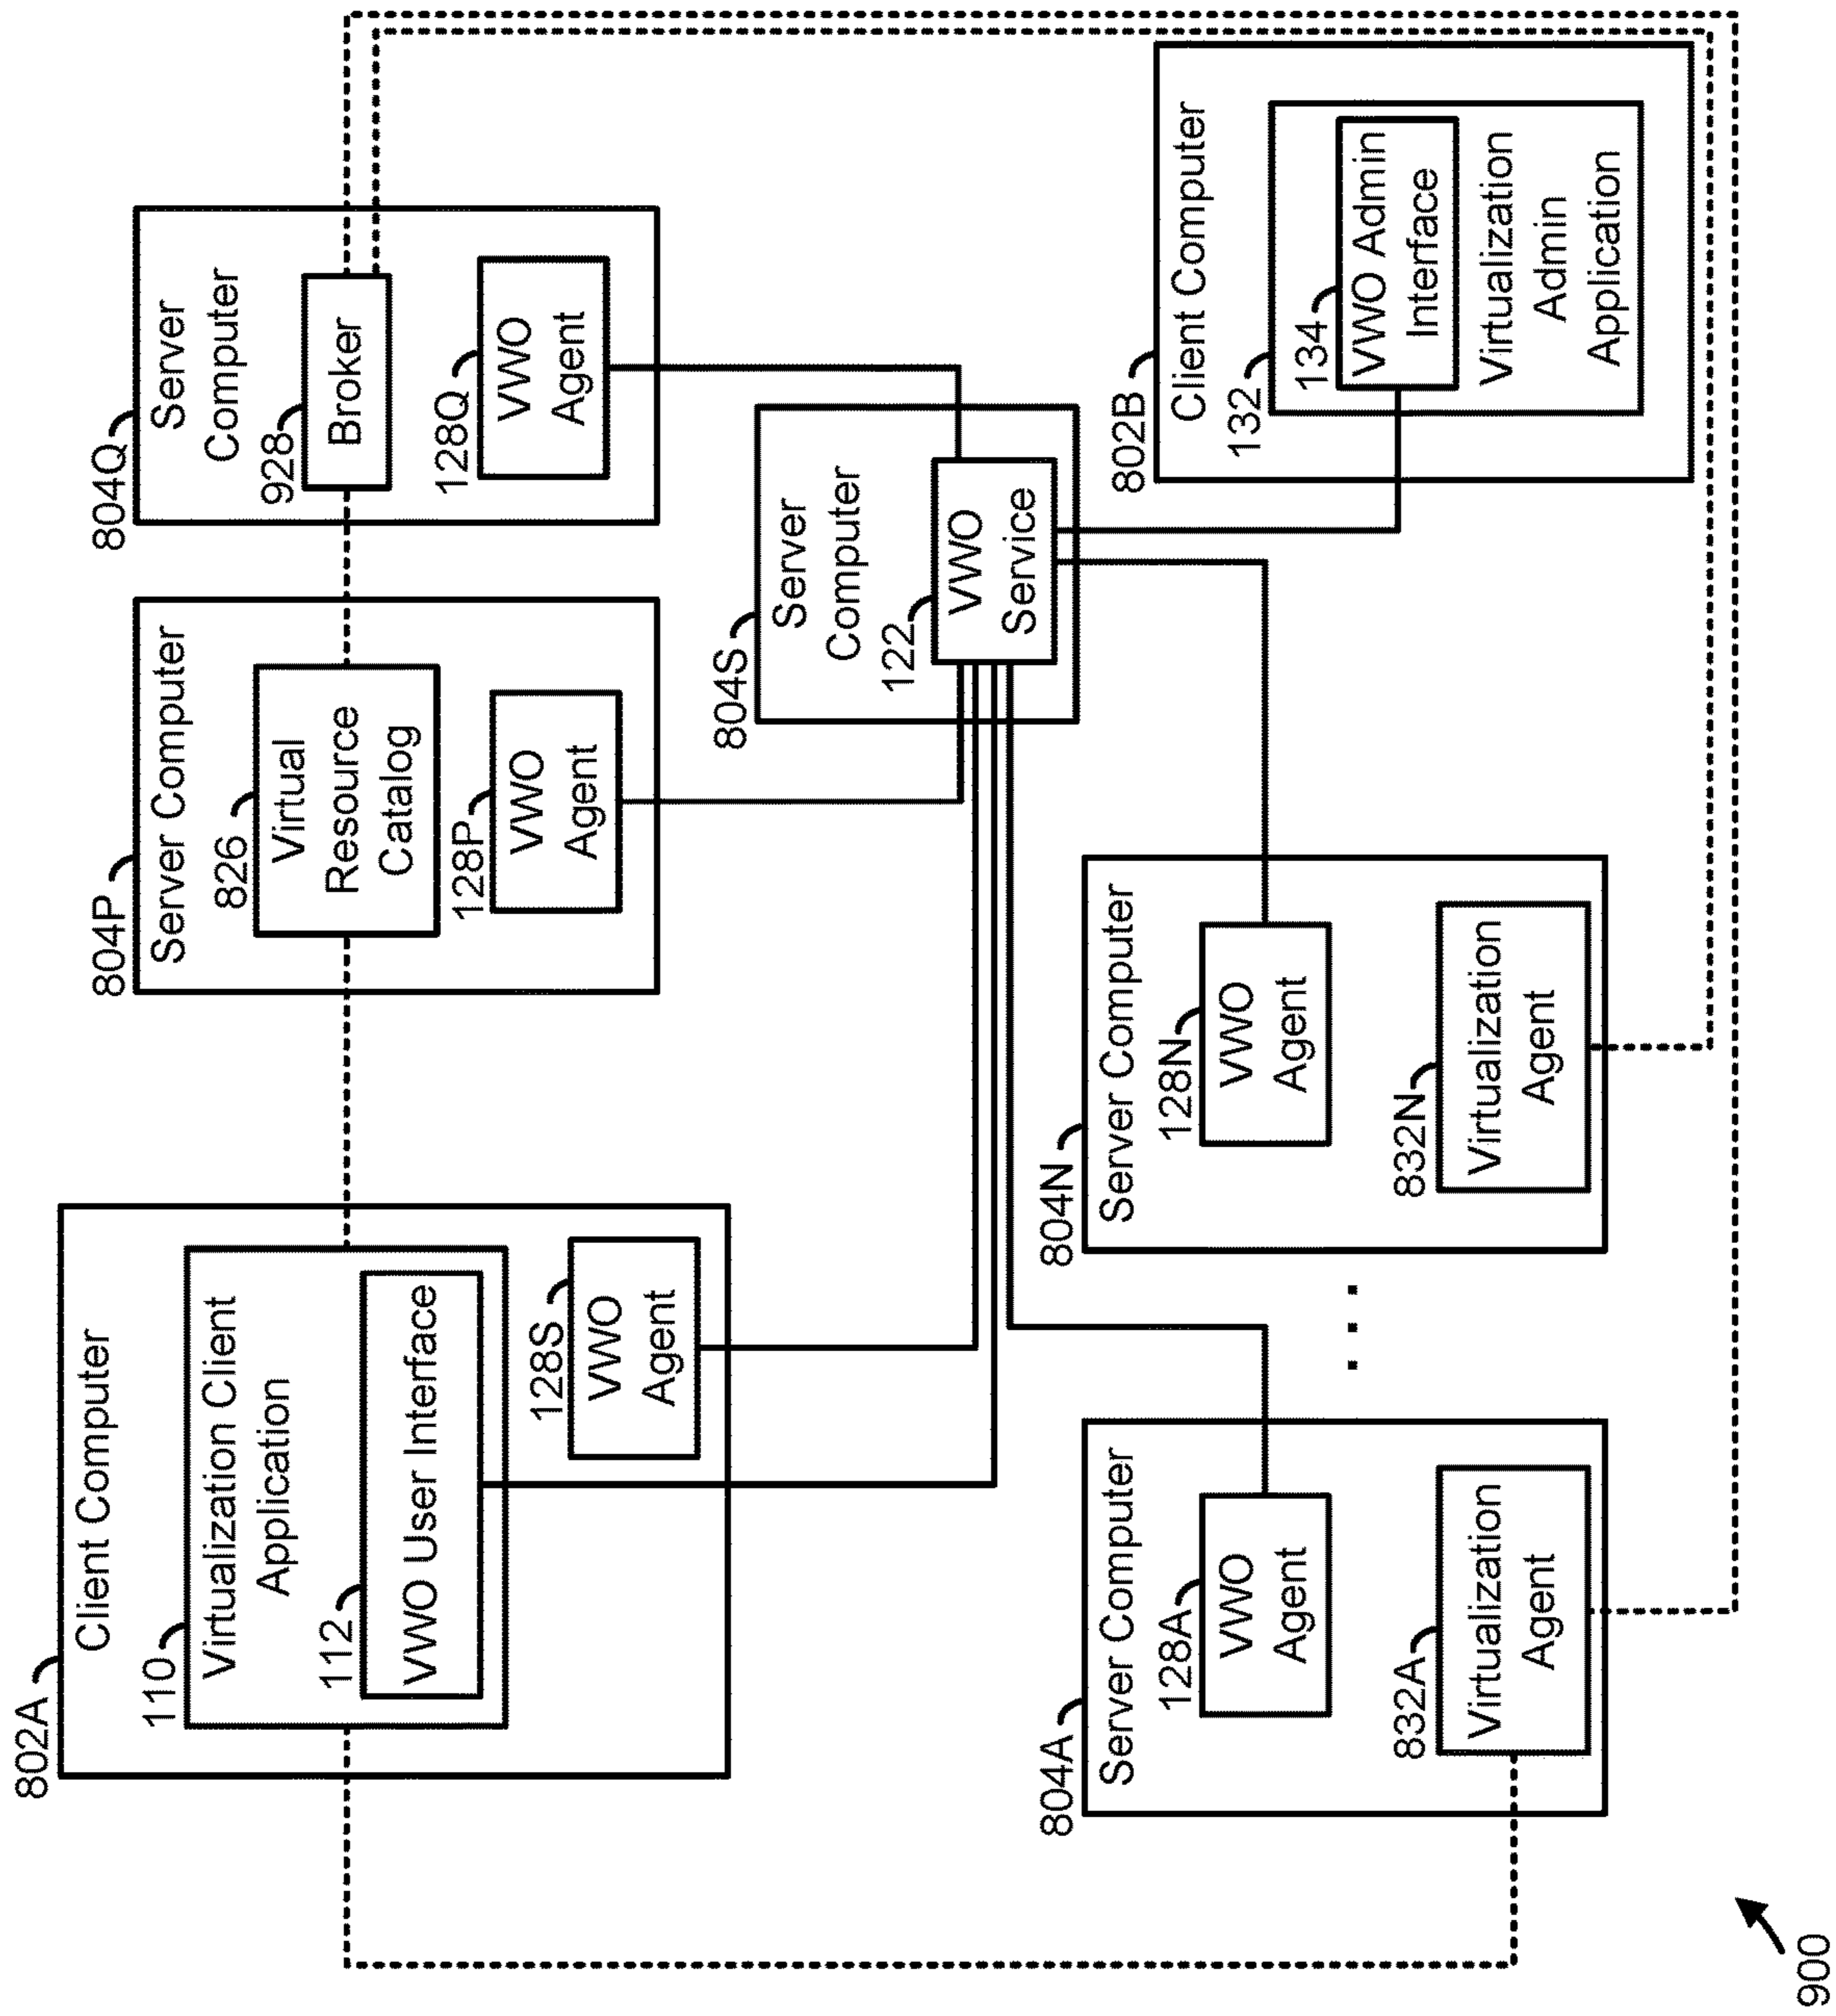 802A
Client Computer
110
Virtualization Client
Application
112
VWO User Interface
128S
VWO
Agent
804P
Server Computer
826
Virtual
Resource
Catalog
128P
VWO
Agent
804Q
Server
Computer
928
Broker
128Q
VWO
Agent
804S
Server
Computer
122
VWO
Service
804A
Server Computer
128A
VWO
Agent
832A
Virtualization
Agent
. . .
804N
Server Computer
128N
VWO
Agent
832N
Virtualization
Agent
802B
Client Computer
132
134
VWO Admin
Interface
Virtualization
Admin
Application
900